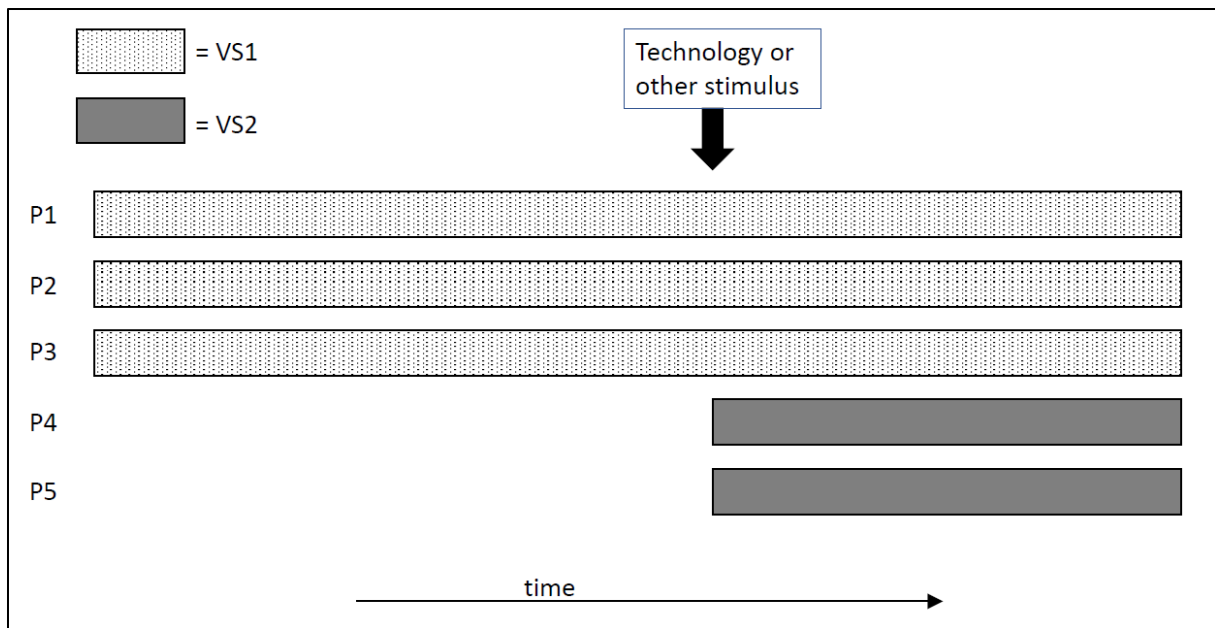 = VS1
= VS2
Technology or
other stimulus
P1
P2
P3
P4
P5
time